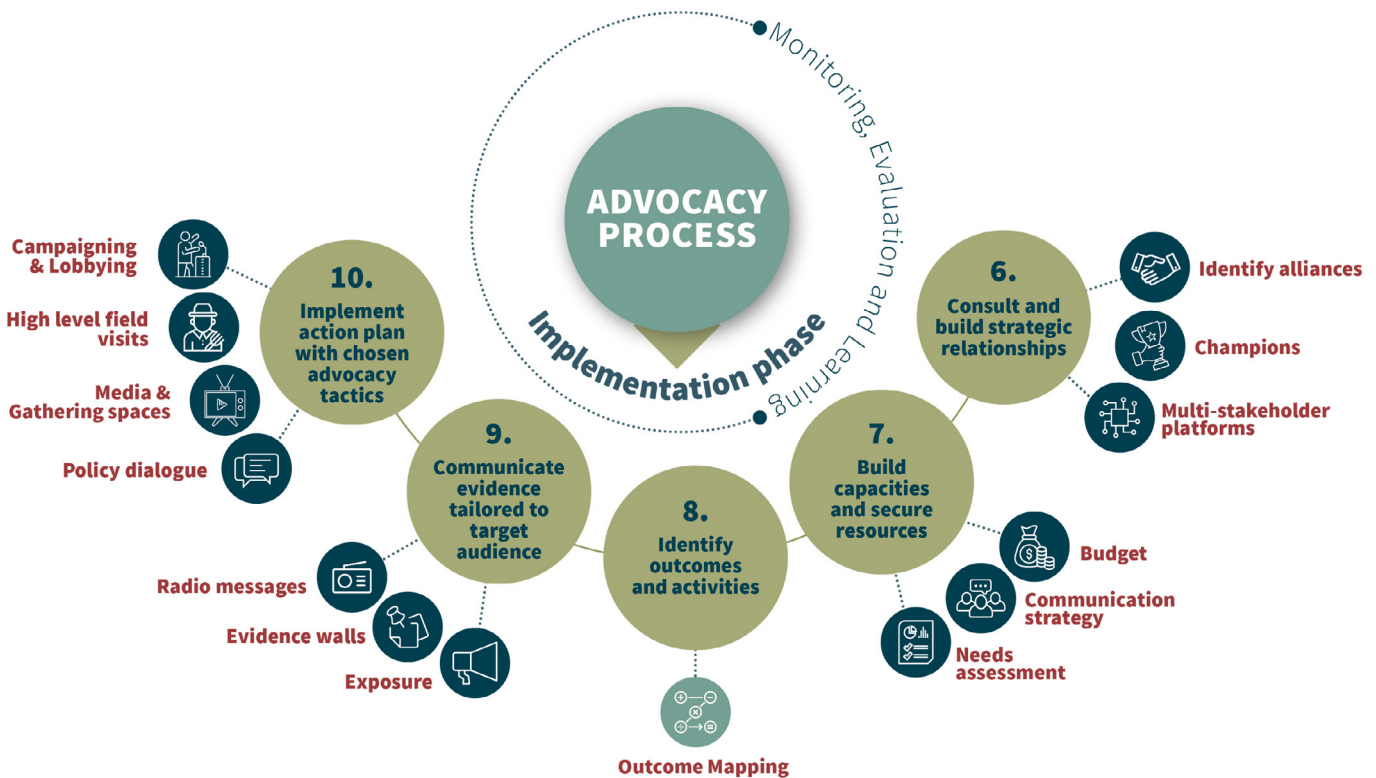 ADVOCACY
PROCESS
Implementation phase
Monitoring, Evaluation and Learning
6.
Consult and
build strategic
relationships
Identify alliances
Champions
Multi-stakeholder
platforms
7.
Build
capacities
and secure
resources
Budget
Communication
strategy
Needs
assessment
8.
Identify
outcomes
and activities
Outcome Mapping
9.
Communicate
evidence
tailored to
target
audience
Radio messages
Evidence walls
Exposure
10.
Implement
action plan
with chosen
advocacy
tactics
Campaigning
& Lobbying
High level field
visits
Media &
Gathering spaces
Policy dialogue